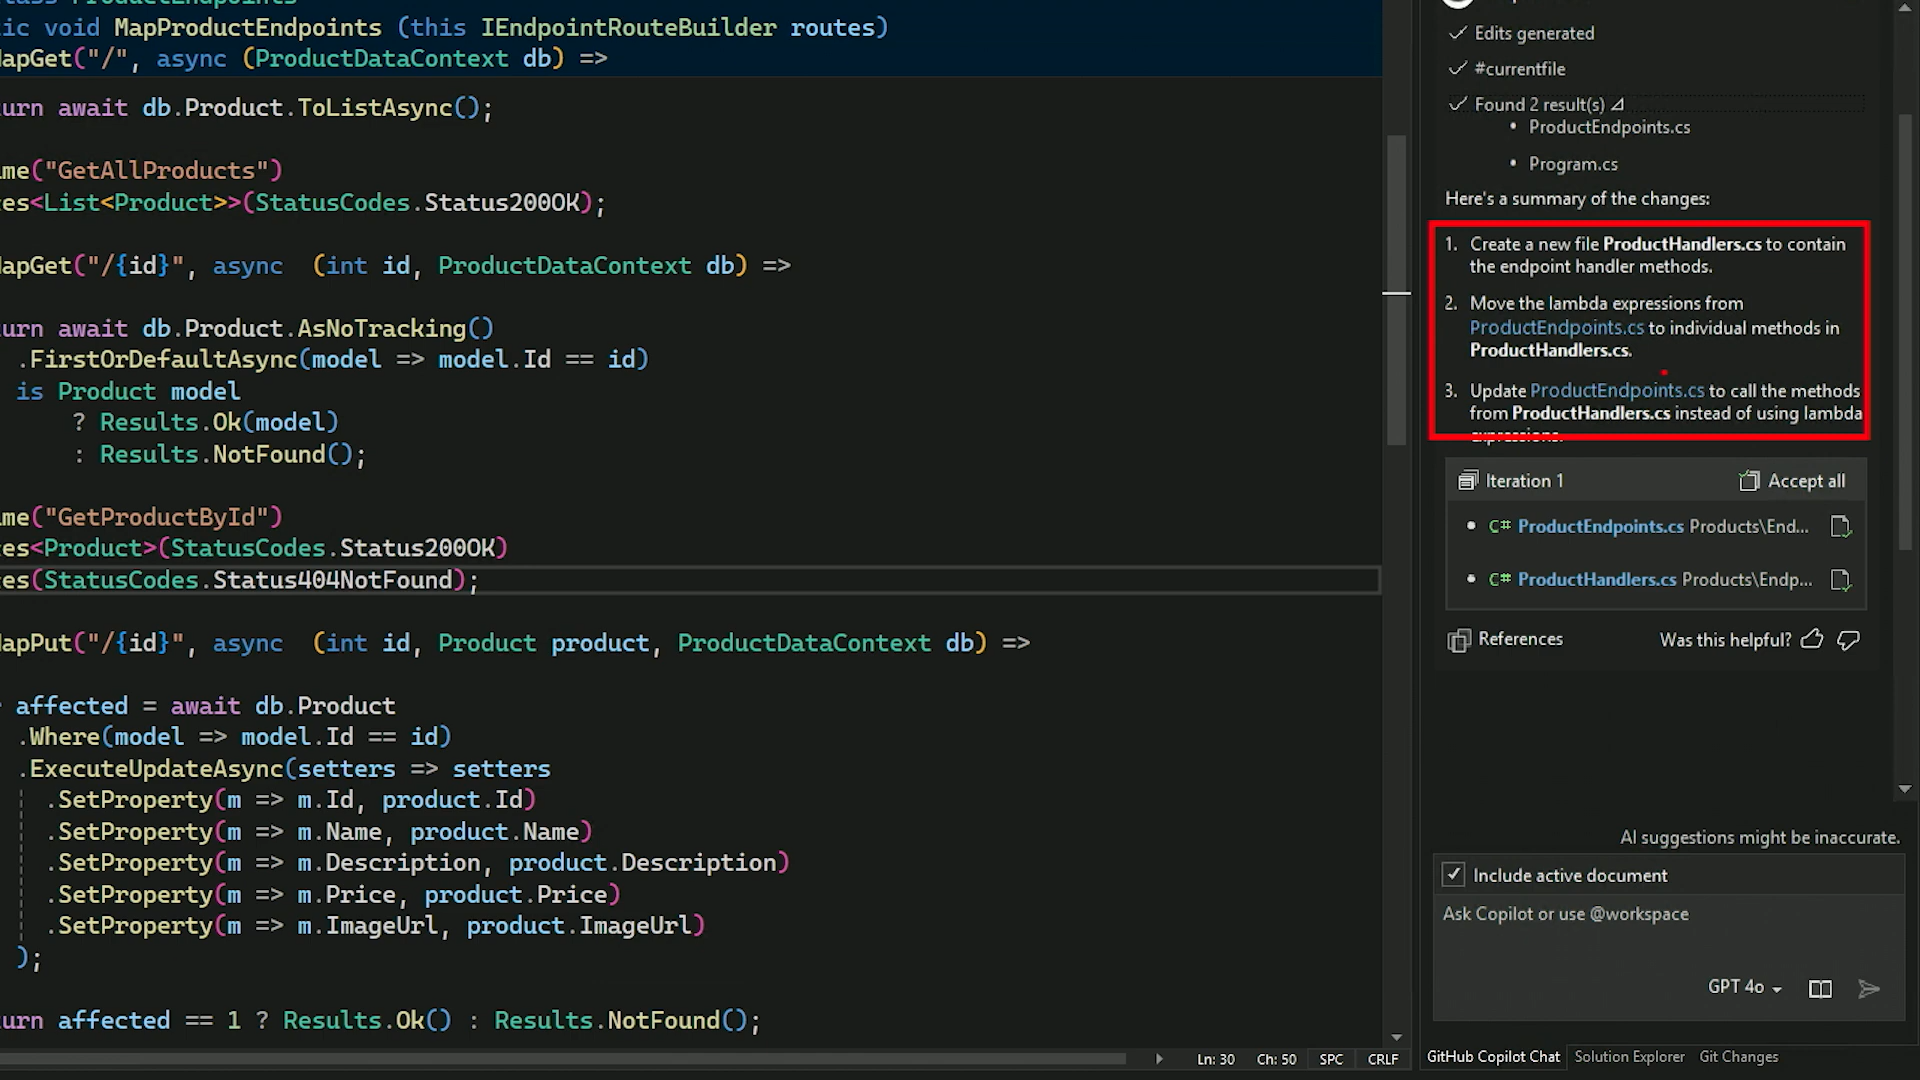 ProductEndpoints
ic void MapProductEndpoints (this IEndpointRouteBuilder routes)
MapGet("/", async (ProductDataContext db) =>
urn await db.Product.ToListAsync();
me("GetAllProducts")
es<List<Product>>(StatusCodes.Status200OK);
MapGet("/{id}", async  (int id, ProductDataContext db) =>
urn await db.Product.AsNoTracking()
.FirstOrDefaultAsync(model => model.Id == id)
is Product model
? Results.Ok(model)
: Results.NotFound();
me("GetProductById")
es<Product>(StatusCodes.Status200OK)
es(StatusCodes.Status404NotFound);
MapPut("/{id}", async  (int id, Product product, ProductDataContext db) =>
affected = await db.Product
.Where(model => model.Id == id)
.ExecuteUpdateAsync(setters => setters
.SetProperty(m => m.Id, product.Id)
.SetProperty(m => m.Name, product.Name)
.SetProperty(m => m.Description, product.Description)
.SetProperty(m => m.Price, product.Price)
.SetProperty(m => m.ImageUrl, product.ImageUrl)
);
urn affected == 1 ? Results.Ok() : Results.NotFound();
Ln: 30 Ch: 50 SPC CRLF
Edits generated
#currentfile
Found 2 result(s)
• ProductEndpoints.cs
• Program.cs
Here's a summary of the changes:
1. Create a new file ProductHandlers.cs to contain
the endpoint handler methods.
2. Move the lambda expressions from
ProductEndpoints.cs to individual methods in
ProductHandlers.cs.
3. Update ProductEndpoints.cs to call the methods
from ProductHandlers.cs instead of using lambda
expressions.
Iteration 1 Accept all
• C# ProductEndpoints.cs Products\End...
• C# ProductHandlers.cs Products\Endp...
References Was this helpful?
AI suggestions might be inaccurate.
Include active document
Ask Copilot or use @workspace
GPT 4o
GitHub Copilot Chat Solution Explorer Git Changes